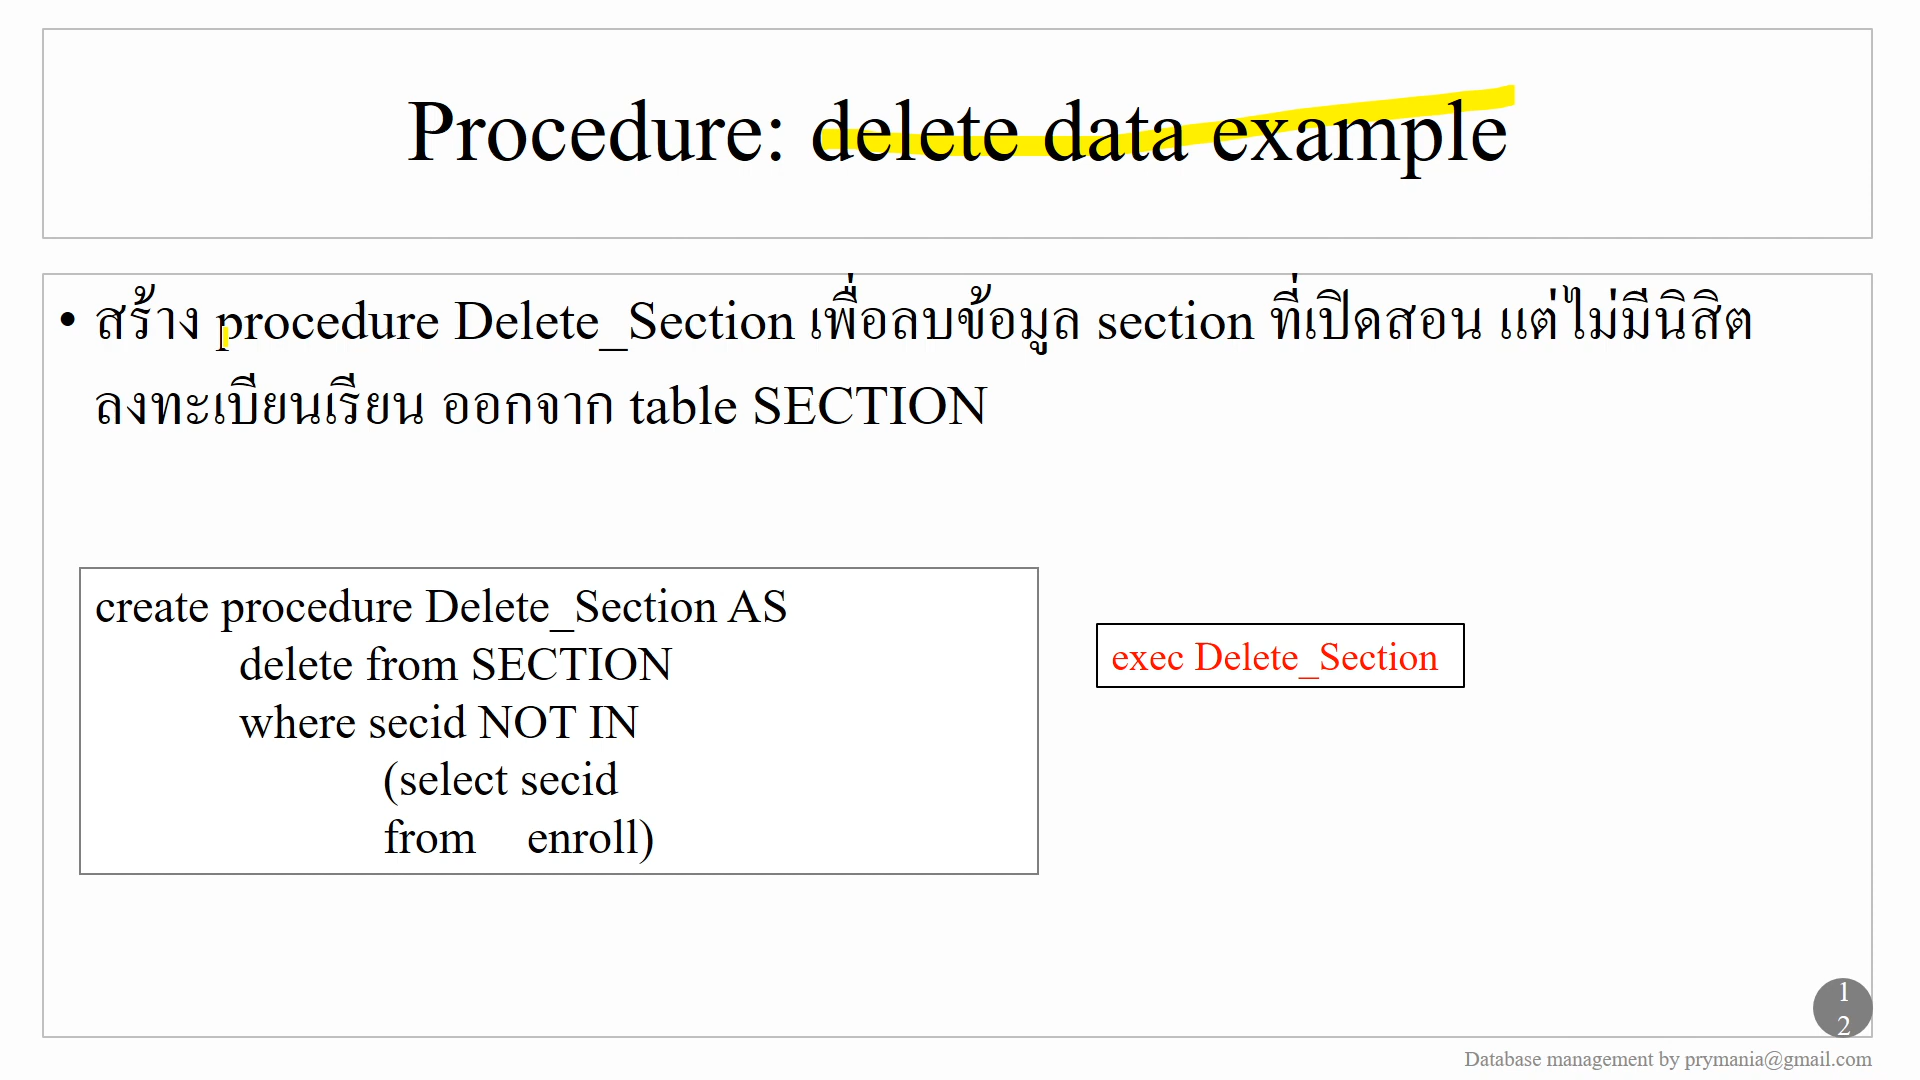 Procedure: delete data example
• สร้าง procedure Delete_Section เพื่อลบข้อมูล section ที่เปิดสอน แต่ไม่มีนิสิต
ลงทะเบียนเรียน ออกจาก table SECTION
create procedure Delete_Section AS
delete from SECTION
where secid NOT IN
(select secid
from enroll)
exec Delete_Section
1
2
Database management by prymania@gmail.com